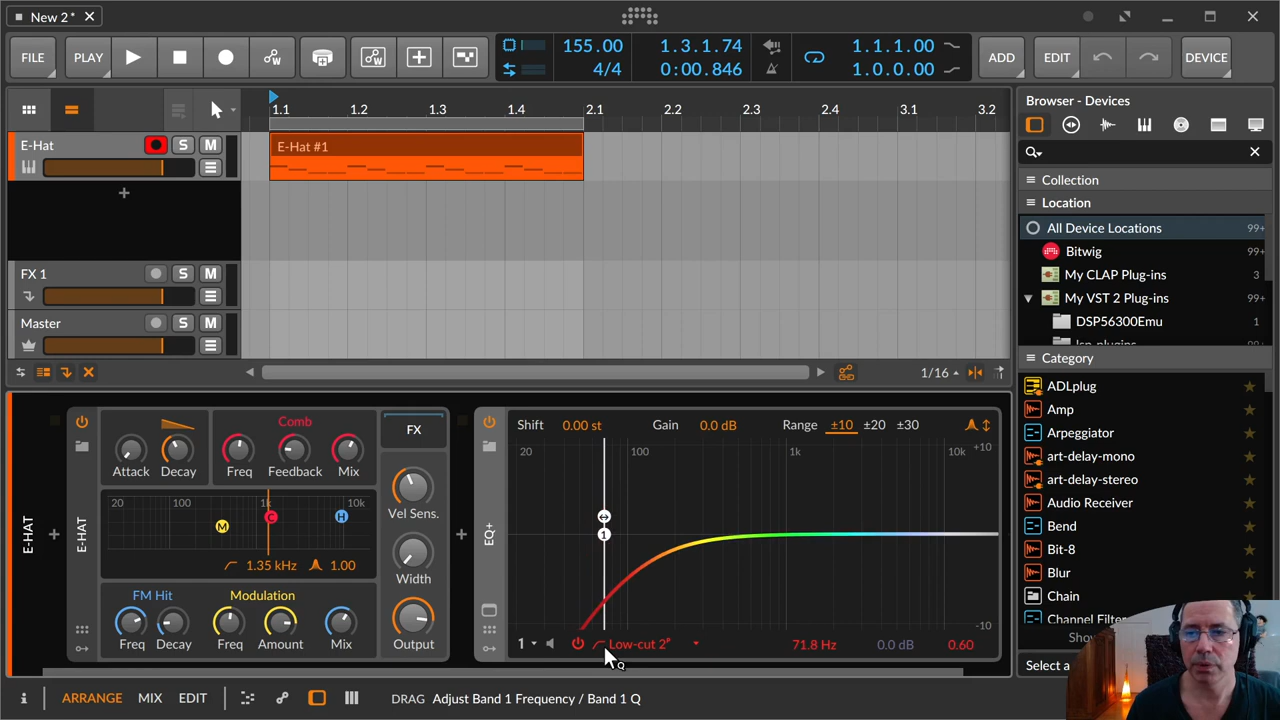 New 2*
FILE
PLAY
155.00
4/4
1.3.1.74
0:00.846
1.1.1.00
1.0.0.00
ADD
EDIT
DEVICE
1.1
1.2
1.3
1.4
2.1
2.2
2.3
2.4
3.1
3.2
E-Hat
S
M
E-Hat #1
FX 1
S
M
Master
S
M
1/16
Browser - Devices
Collection
Location
All Device Locations 99+
Bitwig 99+
My CLAP Plug-ins 3
My VST 2 Plug-ins 99+
DSP56300Emu 1
lsp-plugins
Category
ADLplug
Amp
Arpeggiator
art-delay-mono
art-delay-stereo
Audio Receiver
Bend
Bit-8
Blur
Chain
Channel Filter
Select a
E-HAT
E-HAT
Attack
Decay
Comb
Freq
Feedback
Mix
20
100
1k
10k
M
C
H
1.35 kHz
1.00
FM Hit
Freq
Decay
Modulation
Freq
Amount
Mix
FX
Vel Sens.
Width
Output
EQ+
Shift
0.00 st
Gain
0.0 dB
Range
±10
±20
±30
20
100
1k
10k
+10
-10
1
1
Low-cut 2ᴾ
71.8 Hz
0.0 dB
0.60
Q
i
ARRANGE
MIX
EDIT
DRAG Adjust Band 1 Frequency / Band 1 Q